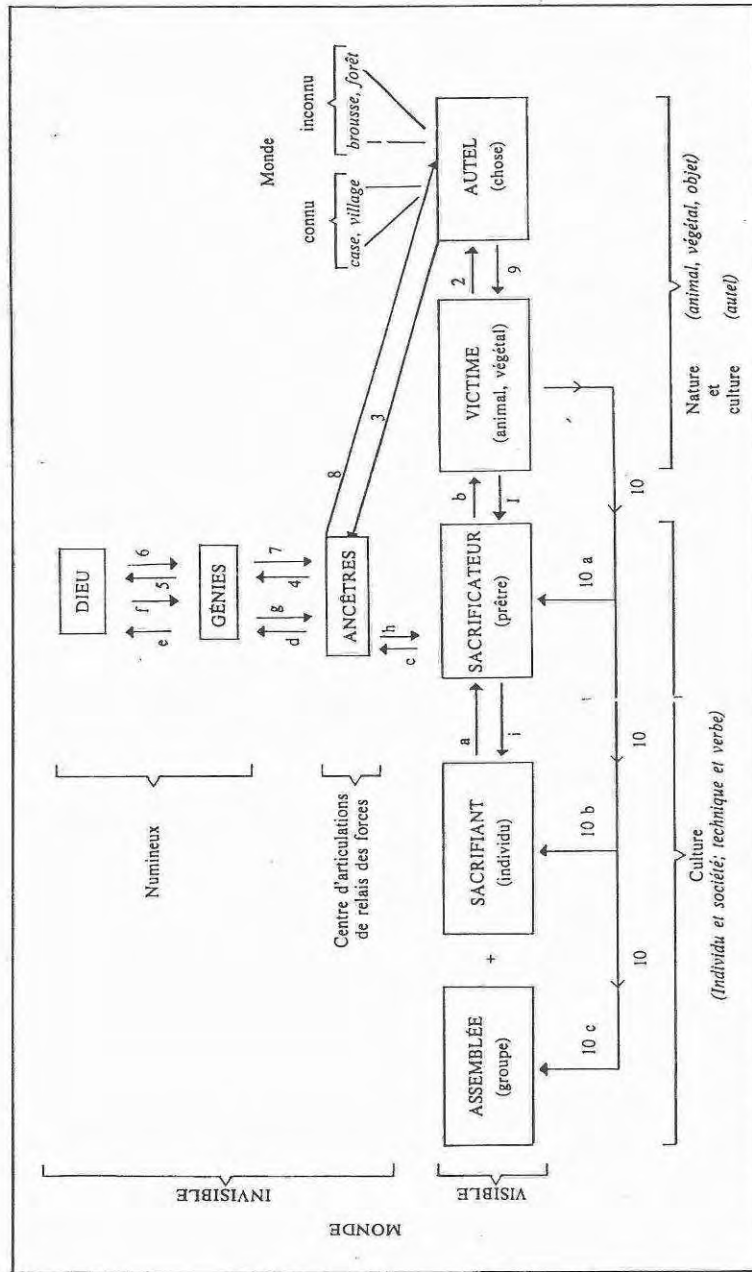 MONDE
INVISIBLE
VISIBLE
Numineux
Centre d'articulations
de relais des forces
DIEU
e
f
5
6
GÉNIES
d
g
4
7
ANCÊTRES
c
h
8
3
Monde
connu
inconnu
case, village
brousse, forêt
ASSEMBLÉE
(groupe)
+
SACRIFIANT
(individu)
a
i
SACRIFICATEUR
(prêtre)
b
1
VICTIME
(animal, végétal)
2
9
AUTEL
(chose)
10 c
10
10 b
10
10 a
10
Culture
(Individu et société; technique et verbe)
Nature
et
culture
(animal, végétal, objet)
(autel)